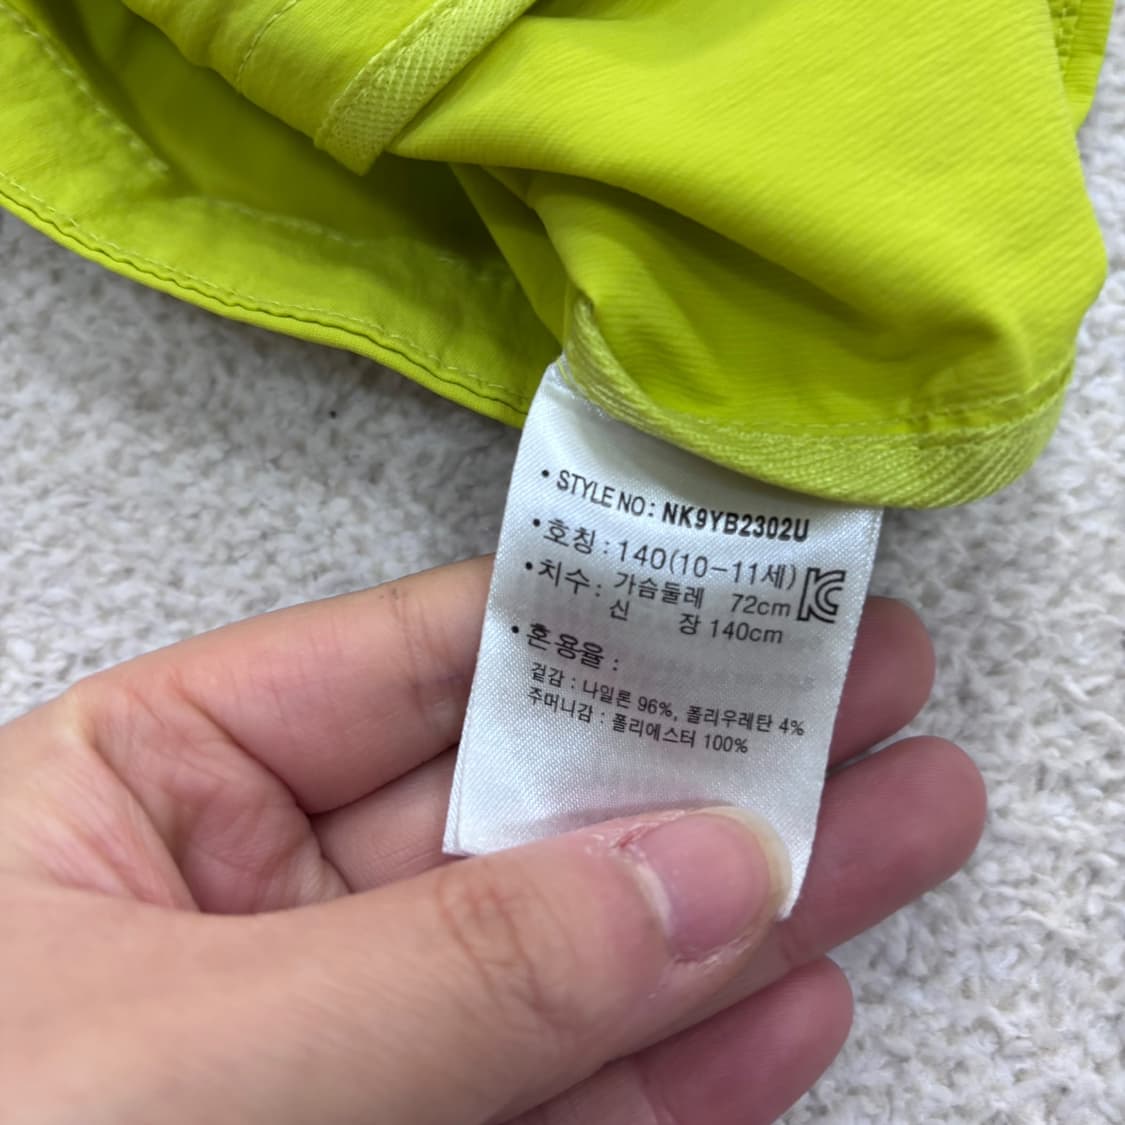 • STYLE NO: NK9YB2302U
• 호칭 : 140(10-11세)
• 치수 : 가슴둘레 72cm
신 장 140cm
• 혼용율 :
겉감 : 나일론 96%, 폴리우레탄 4%
주머니감 : 폴리에스터 100%